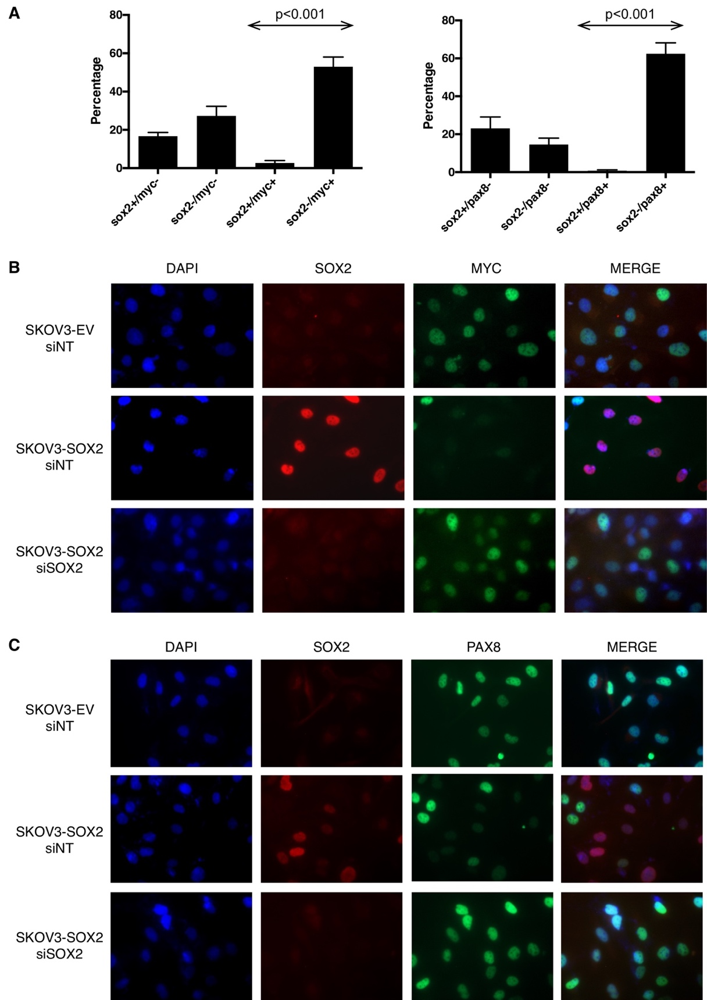 A
80
60
40
20
0
Percentage
p<0.001
sox2+/myc-
sox2-/myc-
sox2+/myc+
sox2-/myc+
80
60
40
20
0
Percentage
p<0.001
sox2+/pax8-
sox2-/pax8-
sox2+/pax8+
sox2-/pax8+
B
DAPI
SOX2
MYC
MERGE
SKOV3-EV
siNT
SKOV3-SOX2
siNT
SKOV3-SOX2
siSOX2
C
DAPI
SOX2
PAX8
MERGE
SKOV3-EV
siNT
SKOV3-SOX2
siNT
SKOV3-SOX2
siSOX2